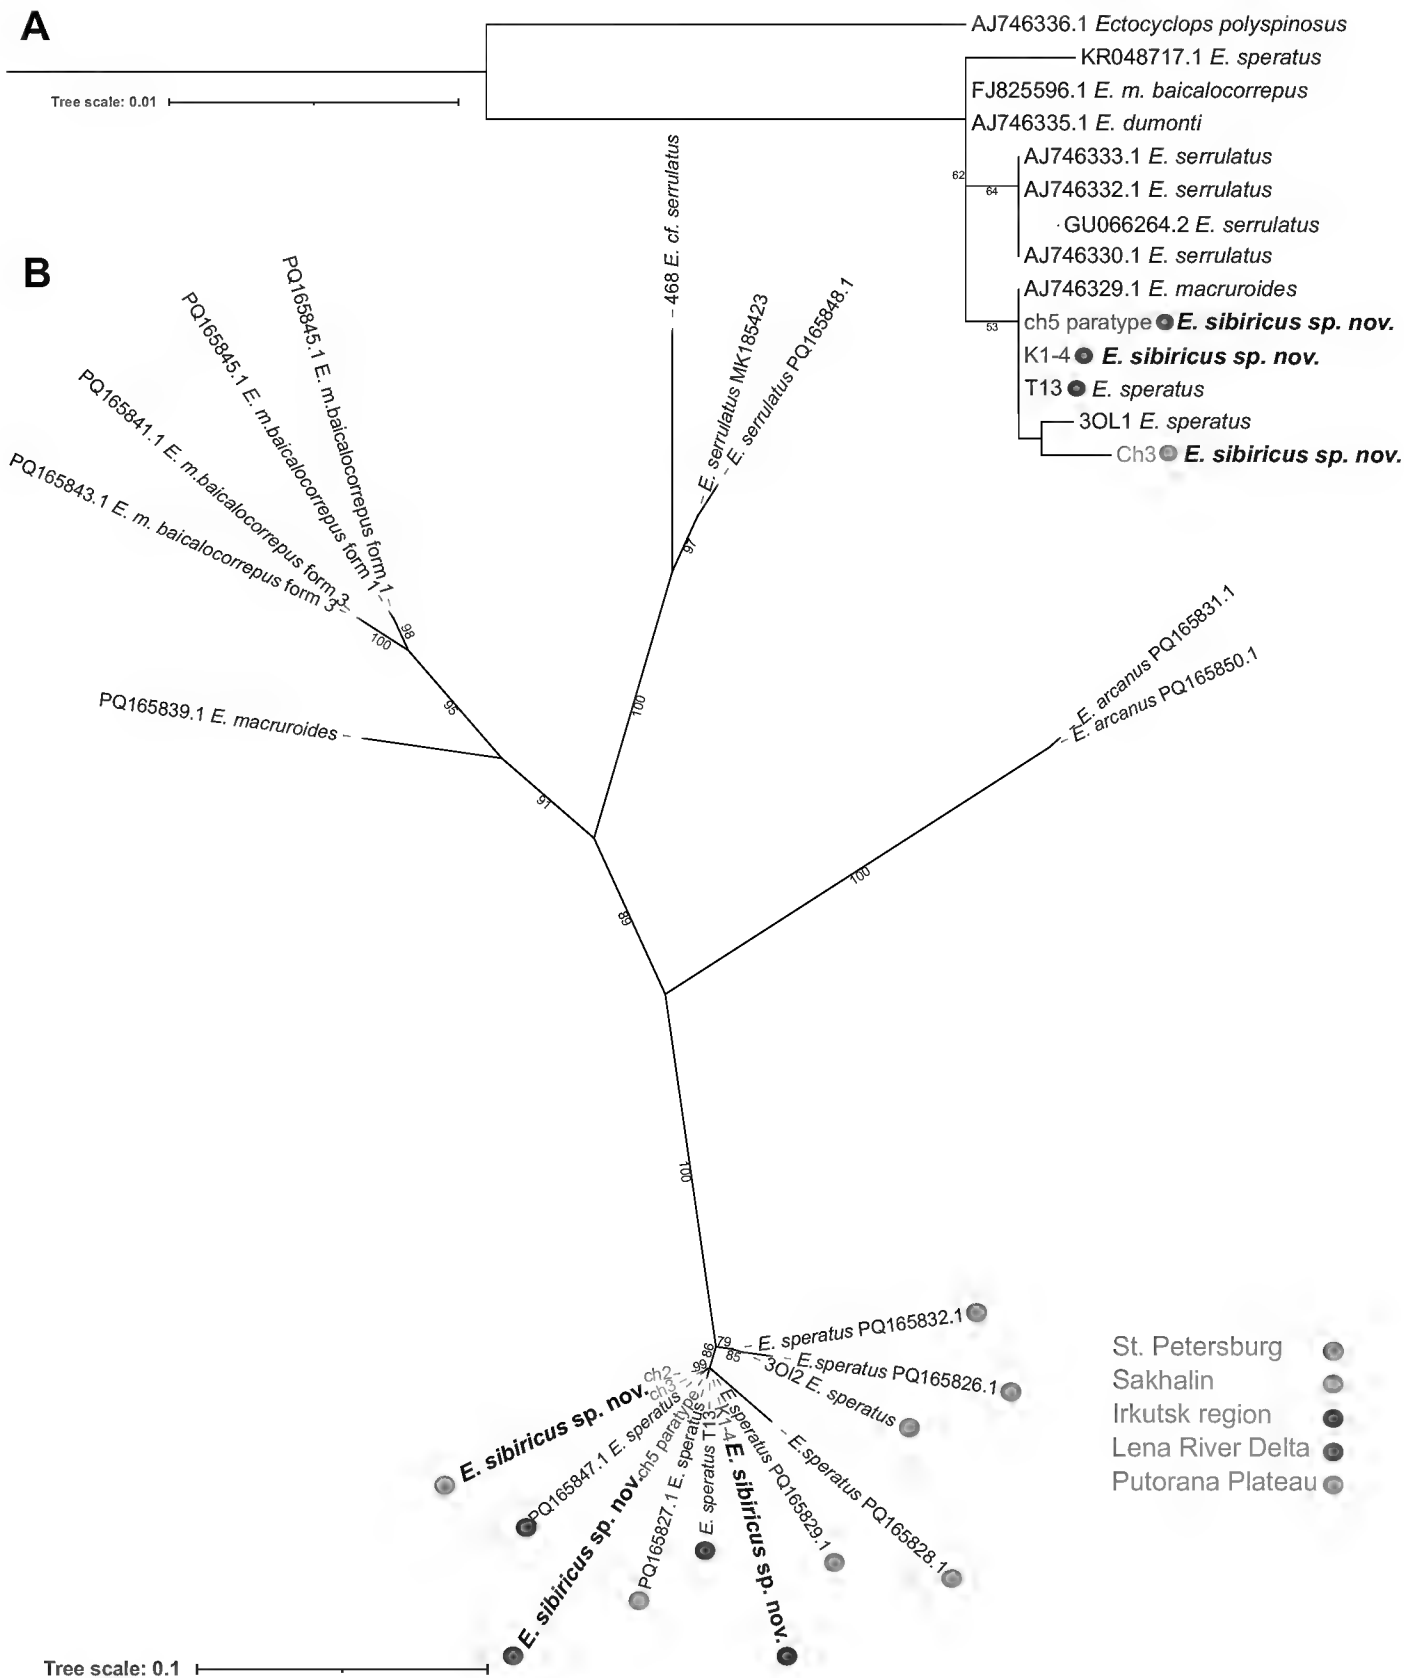 A
AJ746336.1 Ectocyclops polyspinosus
KR048717.1 E. speratus
FJ825596.1 E. m. baicalocorrepus
Tree scale: 0.01
AJ746335.1 E. dumonti
AJ746333.1 E. serrulatus
62
64
AJ746332.1 E. serrulatus
GU066264.2 E. serrulatus
AJ746330.1 E. serrulatus
AJ746329.1 E. macruroides
53
ch5 paratype E. sibiricus sp. nov.
K1-4 E. sibiricus sp. nov.
T13 E. speratus
3OL1 E. speratus
Ch3 E. sibiricus sp. nov.
B
468 E. cf. serrulatus
E. serrulatus MK185423
E. serrulatus PQ165848.1
97
PQ165845.1 E. m.baicalocorrepus form 1
PQ165845.1 E. m.baicalocorrepus form 1
PQ165841.1 E. m.baicalocorrepus form 3
PQ165843.1 E. m. baicalocorrepus form 3
98
100
95
PQ165839.1 E. macruroides
91
100
E. arcanus PQ165831.1
E. arcanus PQ165850.1
100
89
100
79
86
85
99
E. speratus PQ165832.1
E.speratus PQ165826.1
3Ol2 E. speratus
E.speratus PQ165828.1
E.speratus PQ165829.1
K1-4 E. sibiricus sp. nov.
E. speratus T13
PQ165827.1 E. speratus
E. sibiricus sp. nov. ch5 paratype
PQ165847.1 E. speratus
ch2
ch3
E. sibiricus sp. nov.
St. Petersburg
Sakhalin
Irkutsk region
Lena River Delta
Putorana Plateau
Tree scale: 0.1